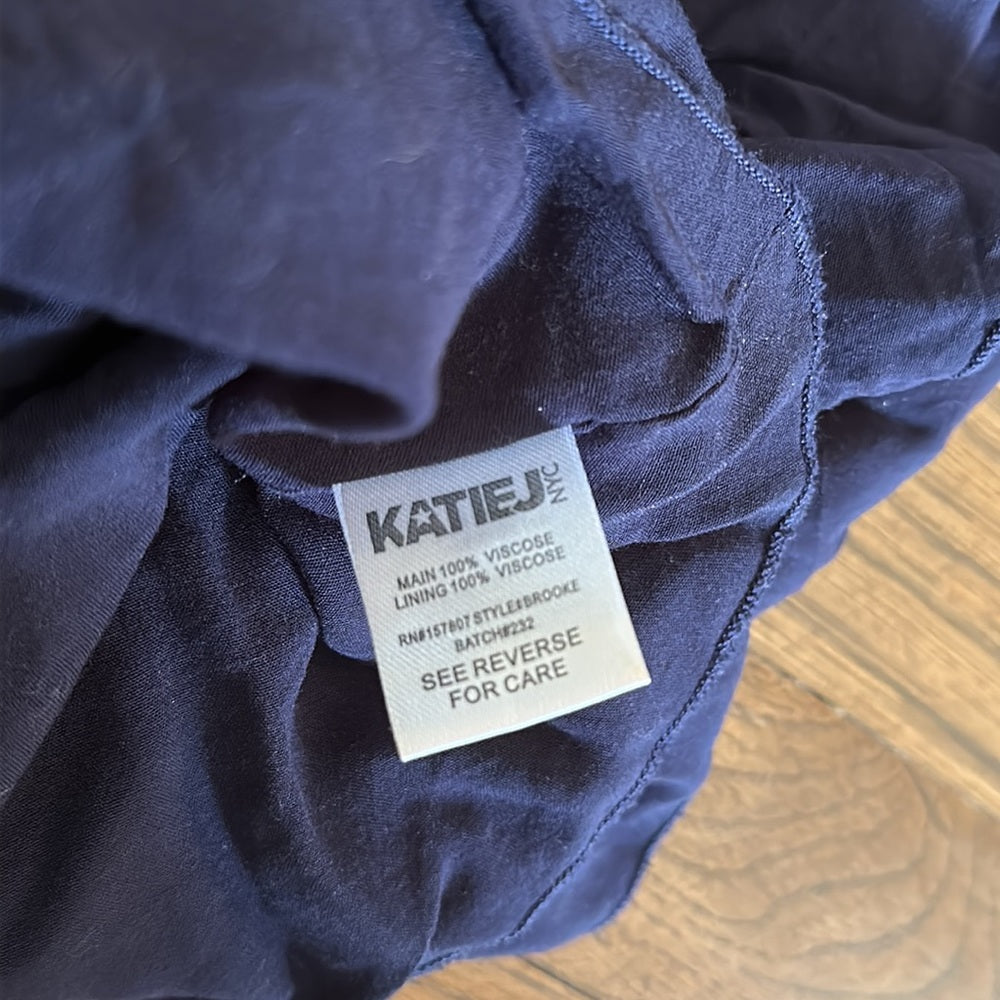 KATIEJ NYC
MAIN 100% VISCOSE
LINING 100% VISCOSE
RN#157807 STYLE#BROOKE
BATCH#232
SEE REVERSE
FOR CARE